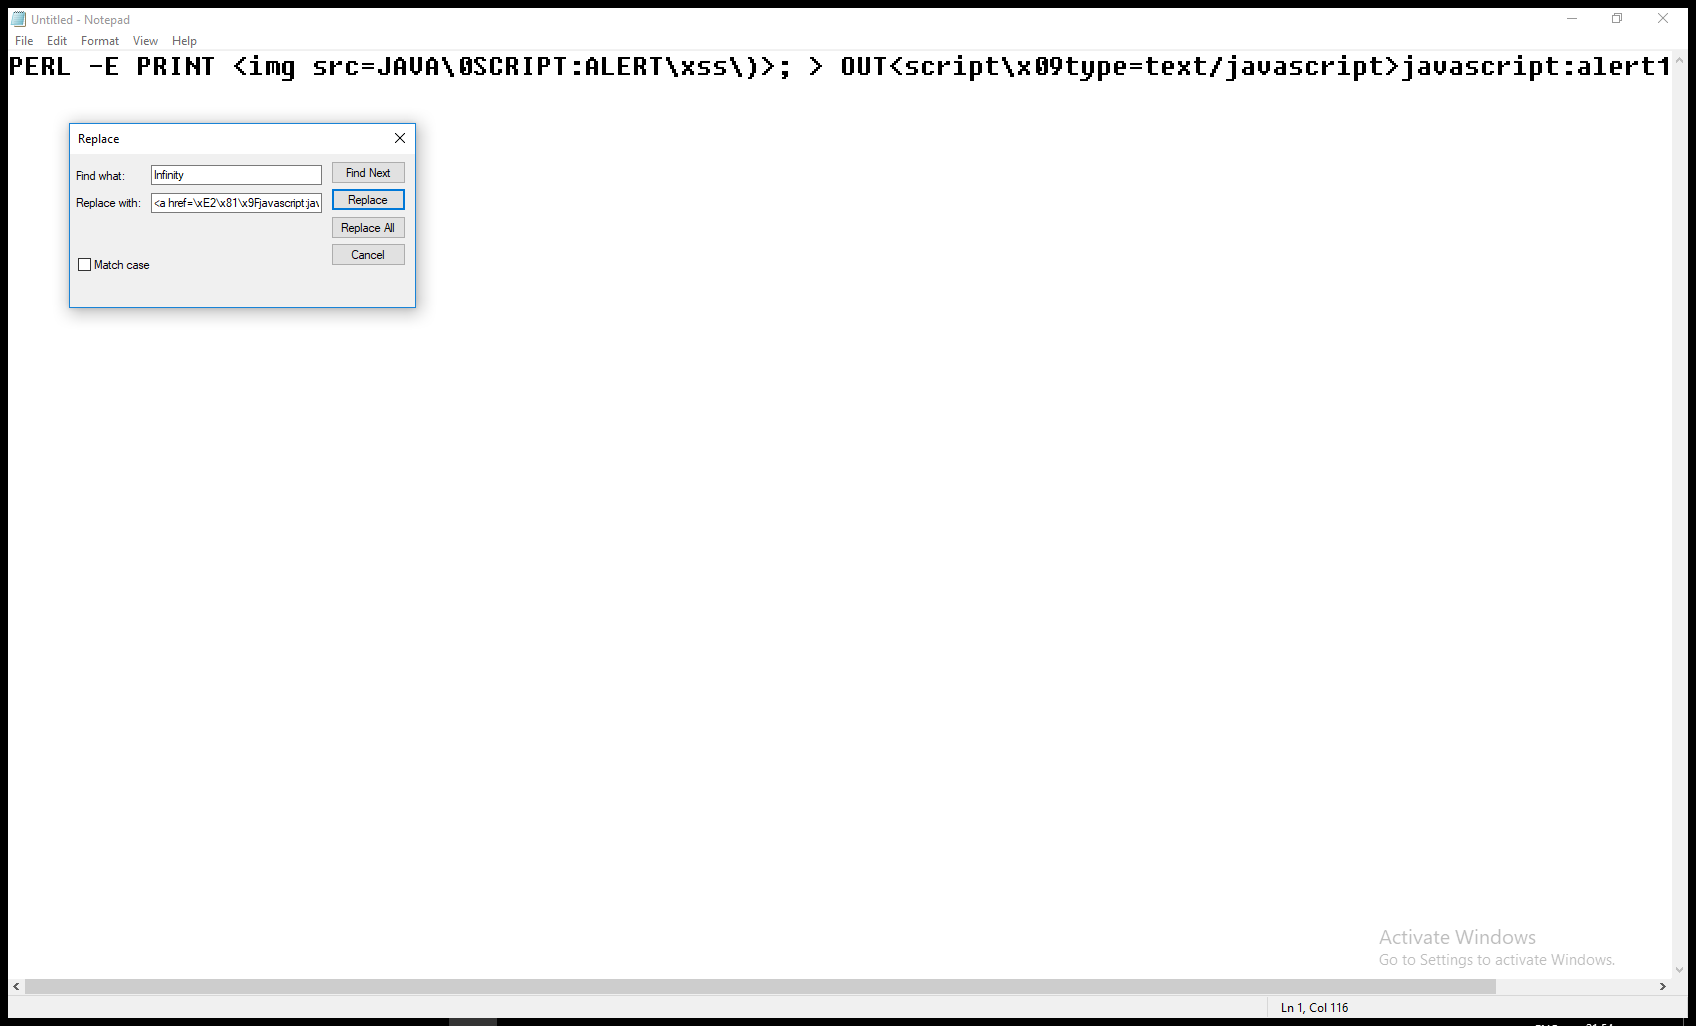 Untitled - Notepad
File Edit Format View Help
PERL -E PRINT <img src=JAVA\0SCRIPT:ALERT\xss\)>; > OUT<script\x09type=text/javascript>javascript:alert1
Replace
Find what: Infinity Find Next
Replace with: <a href=\xE2\x81\x9Fjavascript:jav Replace
Replace All
Cancel
Match case
Activate Windows
Go to Settings to activate Windows.
Ln 1, Col 116